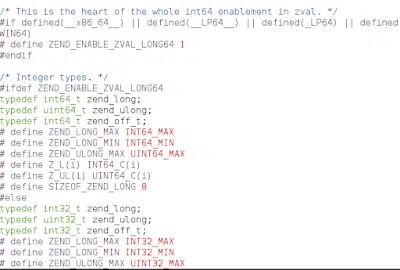 /* This is the heart of the whole int64 enablement in zval. */
#if defined(__x86_64__) || defined(__LP64__) || defined(_LP64) || defined
WIN64)
# define ZEND_ENABLE_ZVAL_LONG64 1
#endif
/* Integer types. */
#ifdef ZEND_ENABLE_ZVAL_LONG64
typedef int64_t zend_long;
typedef uint64_t zend_ulong;
typedef int64_t zend_off_t;
# define ZEND_LONG_MAX INT64_MAX
# define ZEND_LONG_MIN INT64_MIN
# define ZEND_ULONG_MAX UINT64_MAX
# define Z_L(i) INT64_C(i)
# define Z_UL(i) UINT64_C(i)
# define SIZEOF_ZEND_LONG 8
#else
typedef int32_t zend_long;
typedef uint32_t zend_ulong;
typedef int32_t zend_off_t;
# define ZEND_LONG_MAX INT32_MAX
# define ZEND_LONG_MIN INT32_MIN
# define ZEND_ULONG_MAX UINT32_MAX